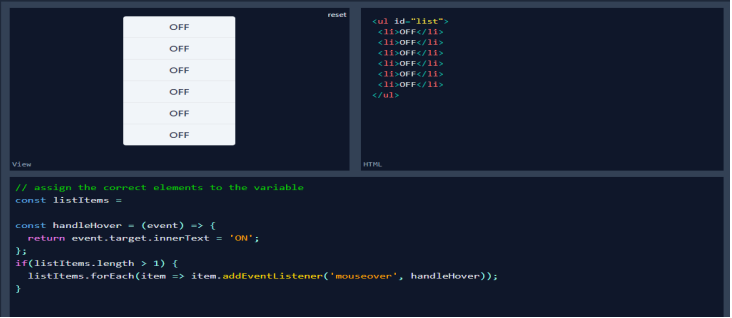 reset
OFF
OFF
OFF
OFF
OFF
OFF
View
<ul id="list">
<li>OFF</li>
<li>OFF</li>
<li>OFF</li>
<li>OFF</li>
<li>OFF</li>
<li>OFF</li>
</ul>
HTML
// assign the correct elements to the variable
const listItems =
const handleHover = (event) => {
return event.target.innerText = 'ON';
};
if(listItems.length > 1) {
listItems.forEach(item => item.addEventListener('mouseover', handleHover));
}